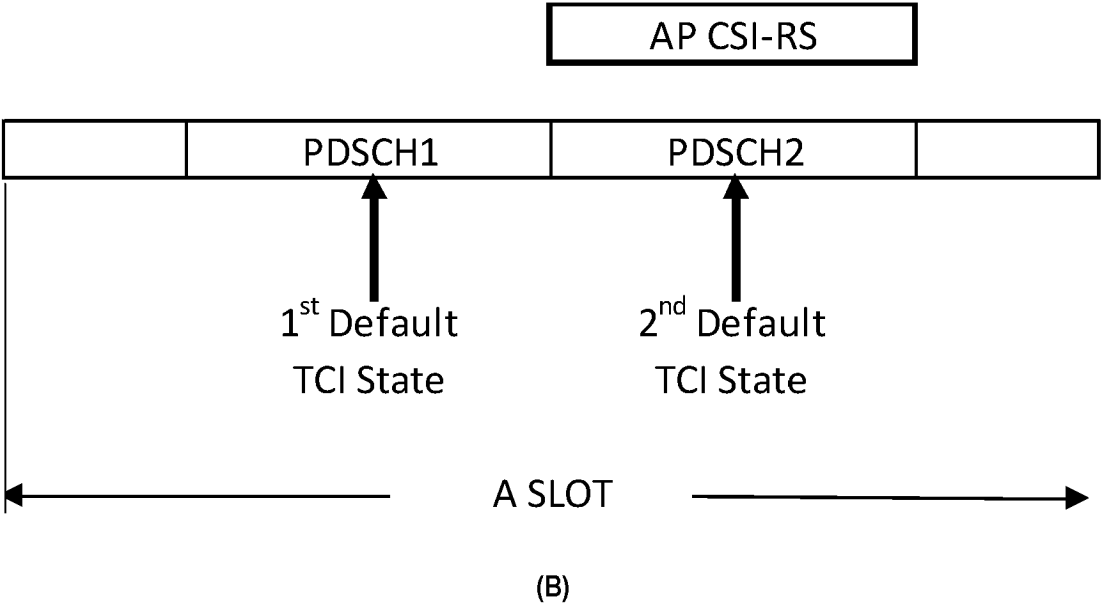 AP CSI-RS
PDSCH1 PDSCH2
1st Default 2nd Default
TCI State TCI State
A SLOT
(B)